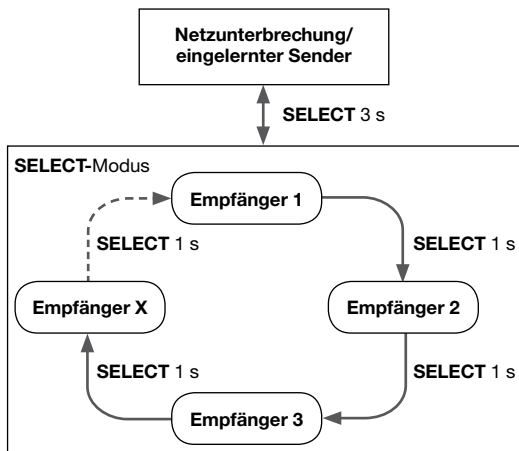 Netzunterbrechung/
eingelernter Sender
SELECT 3 s
SELECT-Modus
Empfänger 1
SELECT 1 s
SELECT 1 s
Empfänger X
Empfänger 2
SELECT 1 s
SELECT 1 s
Empfänger 3